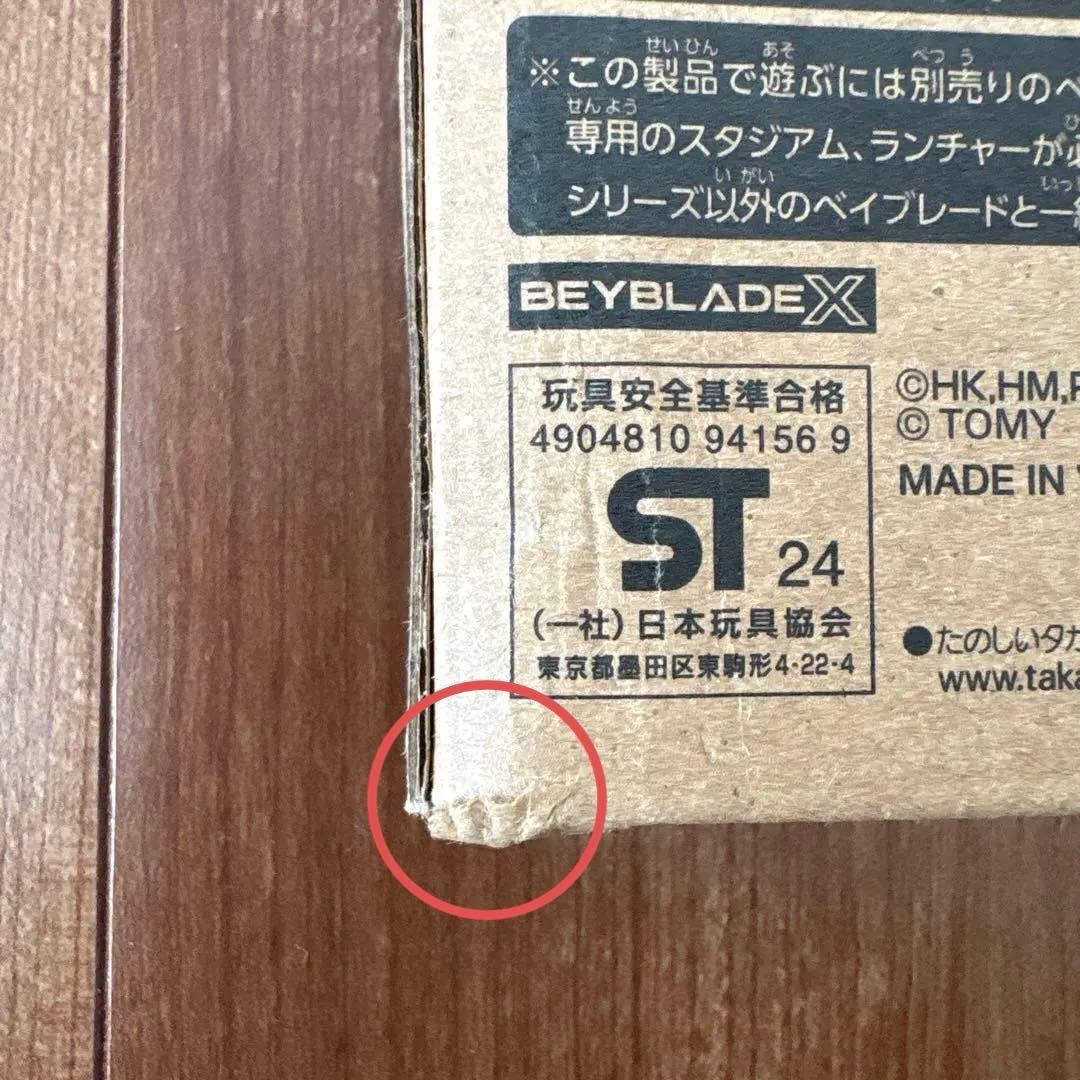 ※この製品で遊ぶには別売りのベ
専用のスタジアム、ランチャーが
シリーズ以外のベイブレードと一
BEYBLADE X
玩具安全基準合格
4904810 94156 9
ST 24
(一社)日本玩具協会
東京都墨田区東駒形4-22-4
©HK,HM,
© TOMY
MADE IN
●たのしいタカ
www.taka